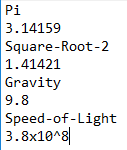 Pi
3.14159
Square-Root-2
1.41421
Gravity
9.8
Speed-of-Light
3.8x10^8